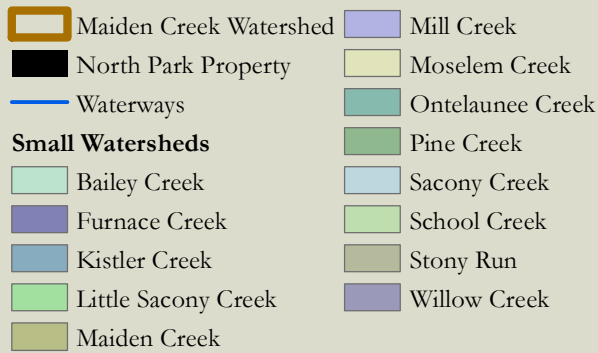 Maiden Creek Watershed
North Park Property
Waterways
Small Watersheds
Bailey Creek
Furnace Creek
Kistler Creek
Little Sacony Creek
Maiden Creek
Mill Creek
Moselem Creek
Ontelaunee Creek
Pine Creek
Sacony Creek
School Creek
Stony Run
Willow Creek